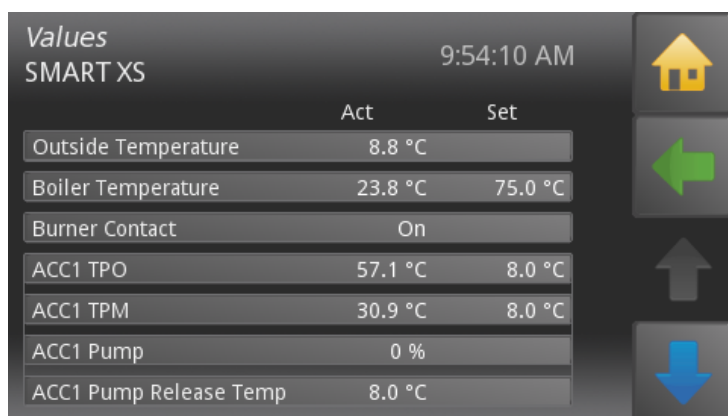 Values
SMART XS
9:54:10 AM
Act Set
Outside Temperature 8.8 °C
Boiler Temperature 23.8 °C 75.0 °C
Burner Contact On
ACC1 TPO 57.1 °C 8.0 °C
ACC1 TPM 30.9 °C 8.0 °C
ACC1 Pump 0 %
ACC1 Pump Release Temp 8.0 °C